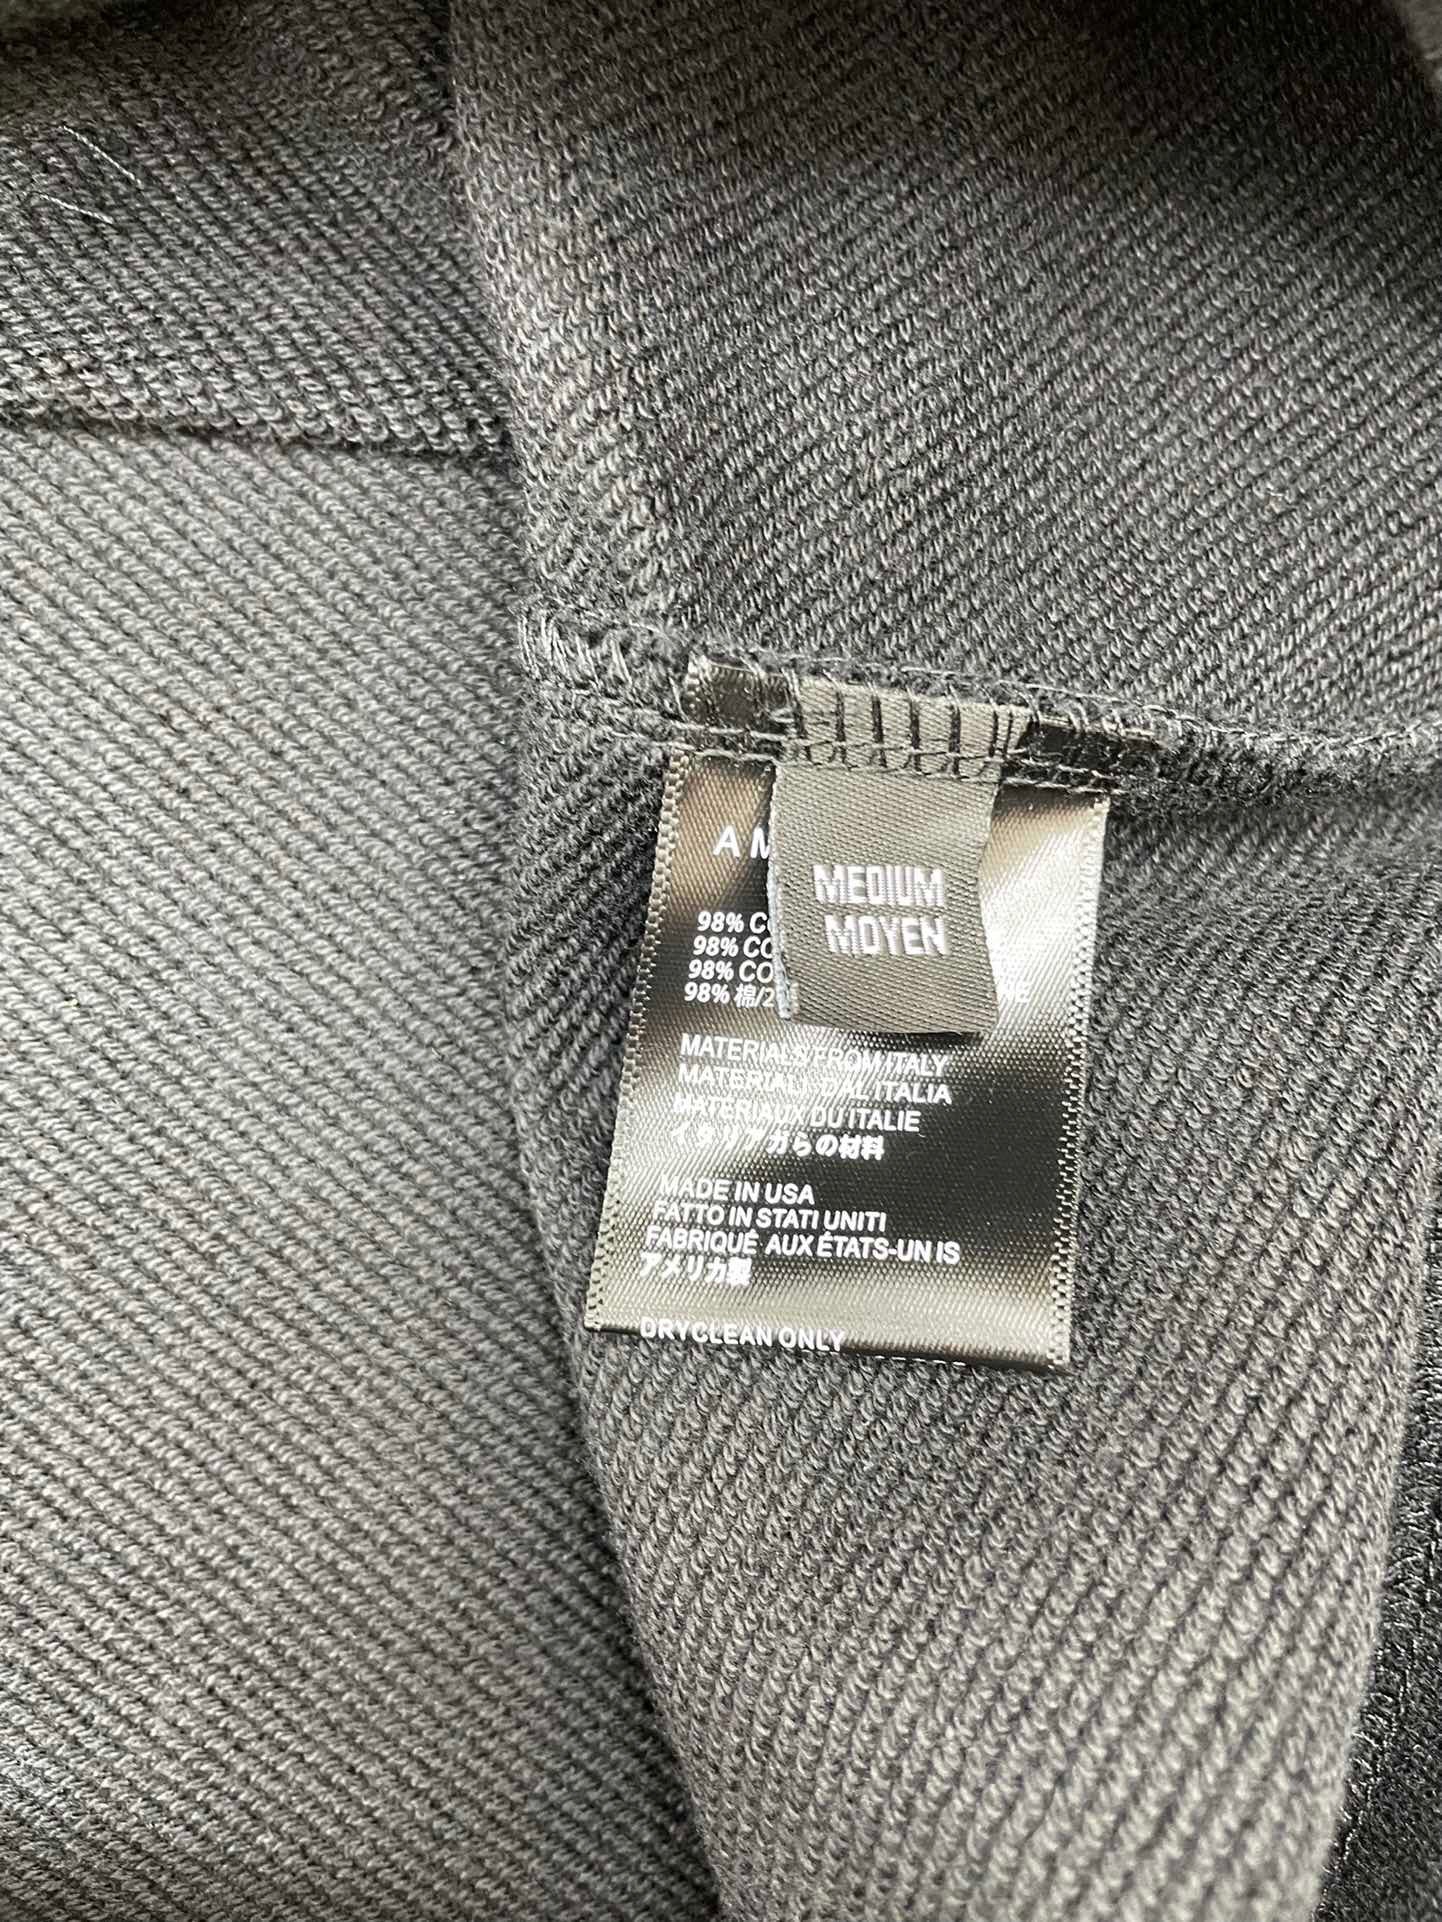 A M
MEDIUM
MOYEN
98% CO
98% CO
98% CO
98% 棉/2
MATERIALS FROM ITALY
MATERIALI DAL ITALIA
MATERIAUX DU ITALIE
イタリアガらの材料
MADE IN USA
FATTO IN STATI UNITI
FABRIQUÉ AUX ÉTATS-UN IS
アメリカ製
DRYCLEAN ONLY